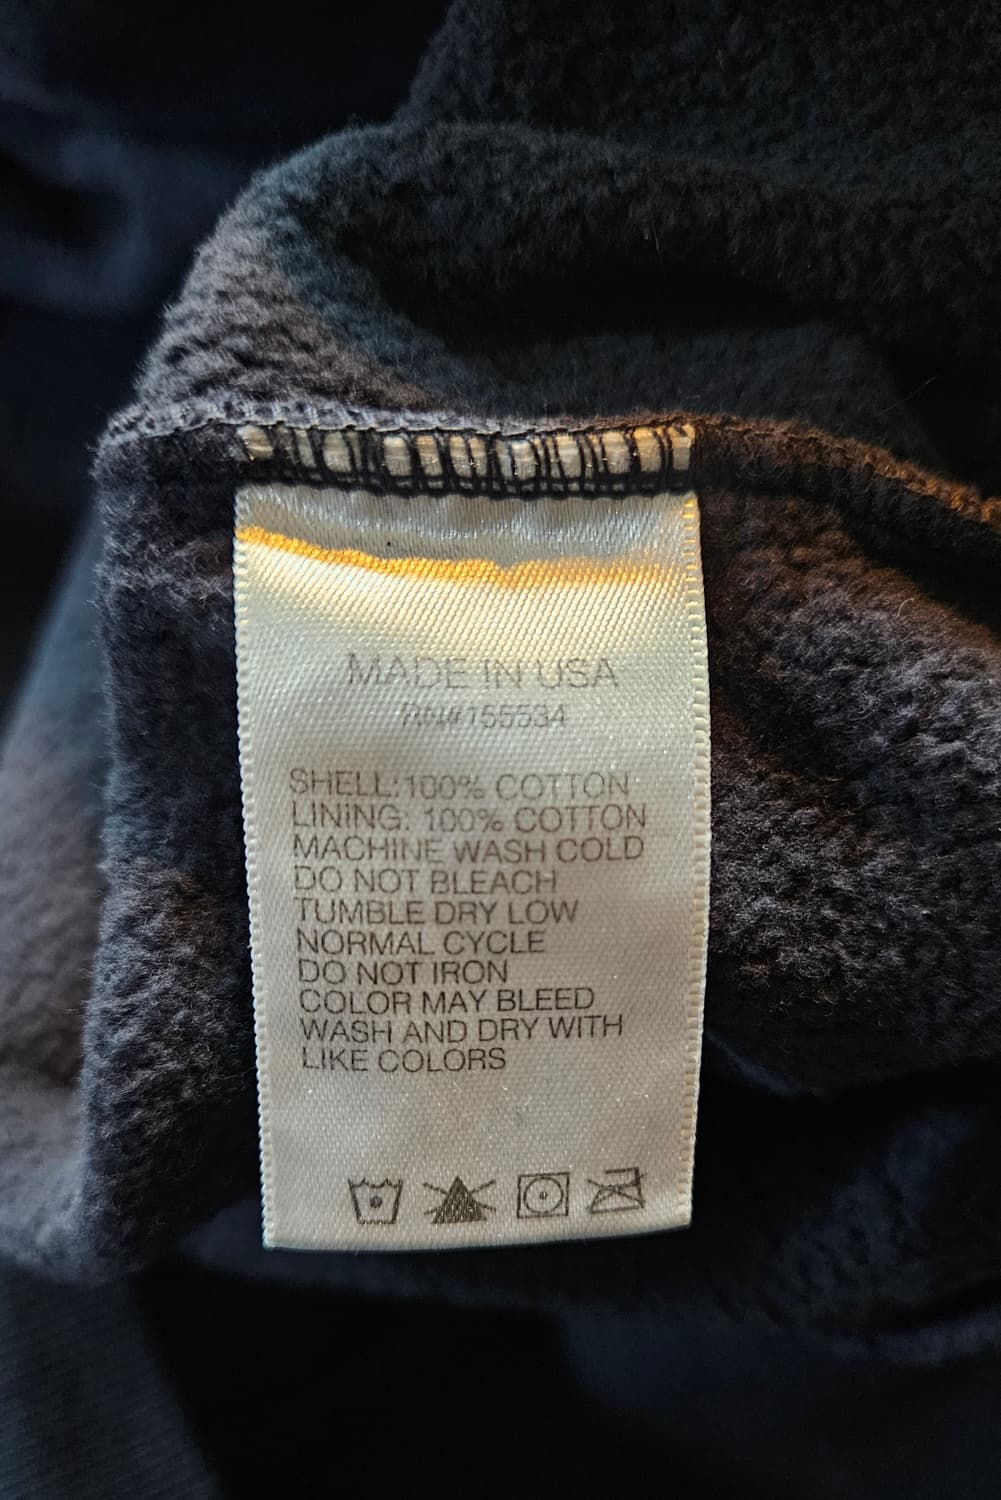 MADE IN USA
RN#155534
SHELL: 100% COTTON
LINING: 100% COTTON
MACHINE WASH COLD
DO NOT BLEACH
TUMBLE DRY LOW
NORMAL CYCLE
DO NOT IRON
COLOR MAY BLEED
WASH AND DRY WITH
LIKE COLORS